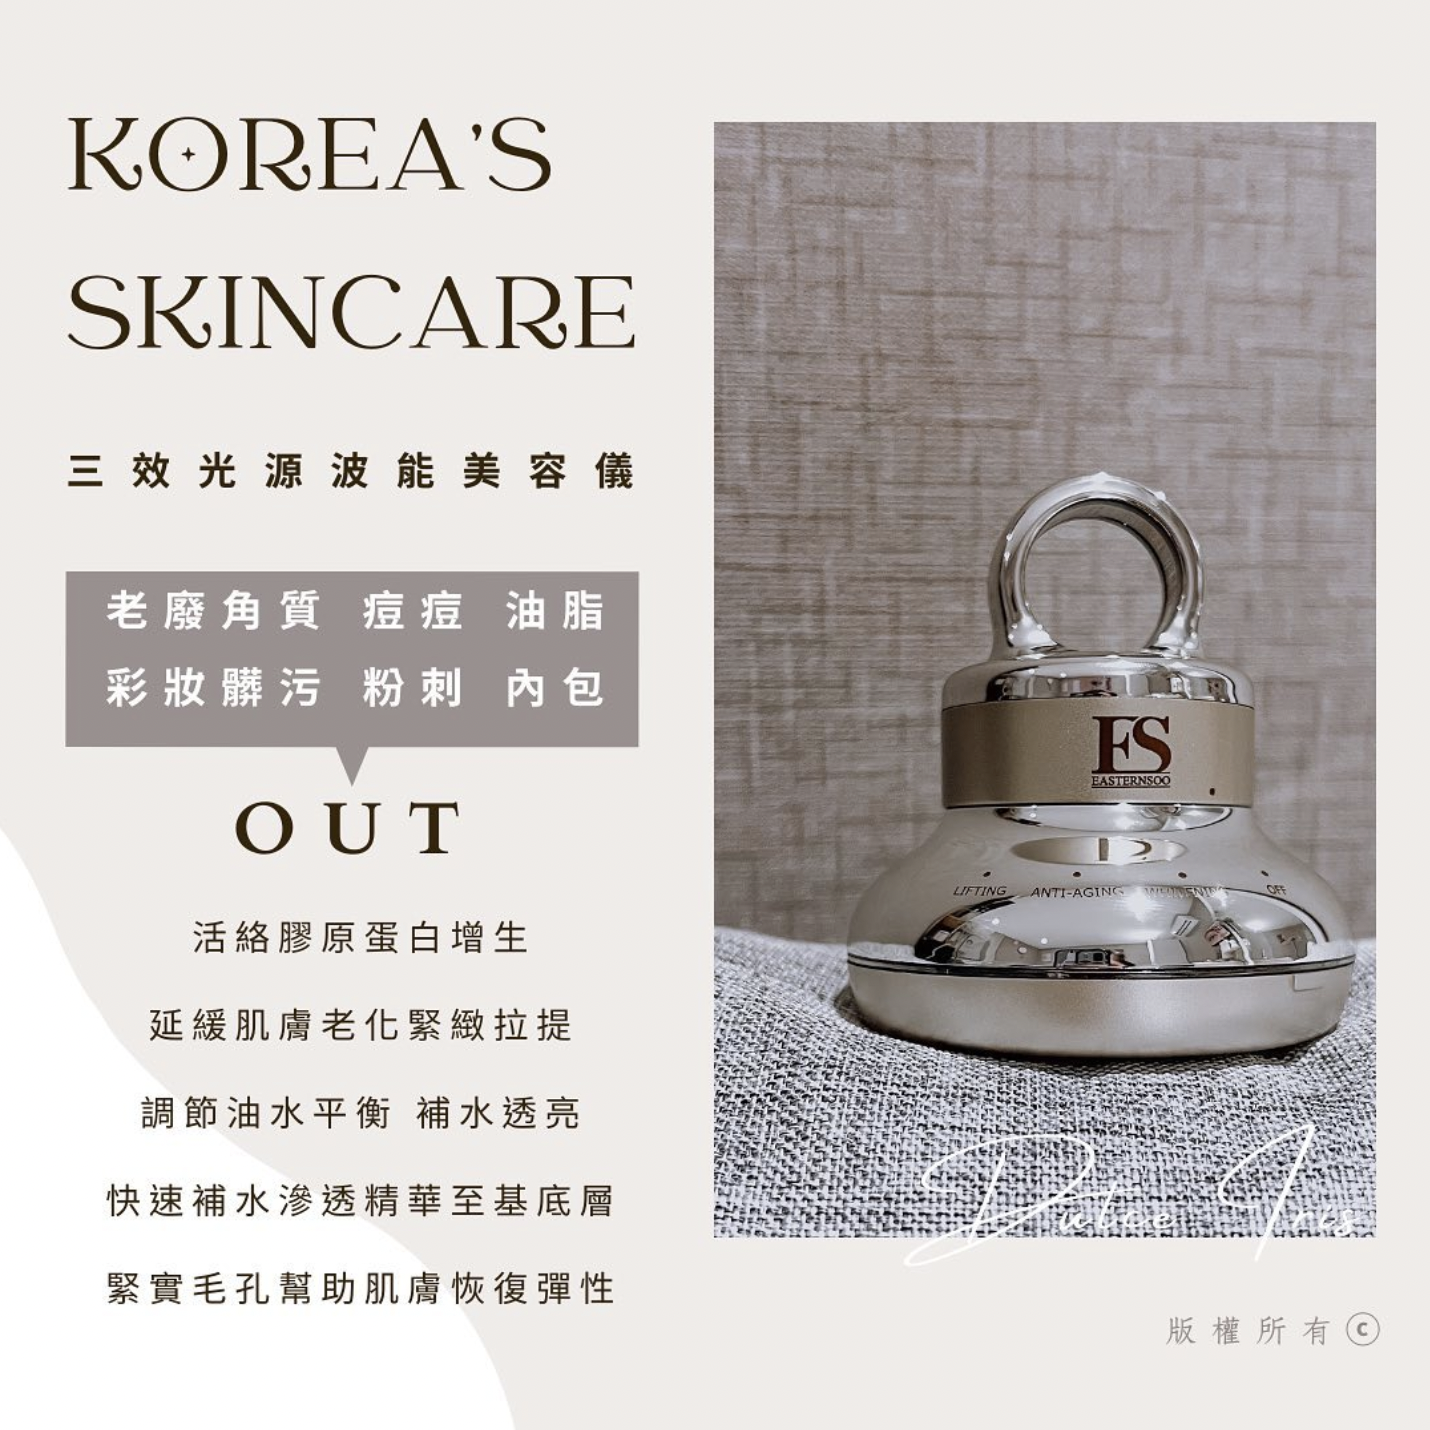 KOREA'S
SKINCARE
三效光源波能美容儀
老廢角質 痘痘 油脂
彩妝髒污 粉刺 內包
OUT
活絡膠原蛋白增生
延緩肌膚老化緊緻拉提
調節油水平衡 補水透亮
快速補水滲透精華至基底層
緊實毛孔幫助肌膚恢復彈性
ES
EASTERNSOO
LIFTING ANTI-AGING WHITENING OFF
Dulce Iris
版權所有©